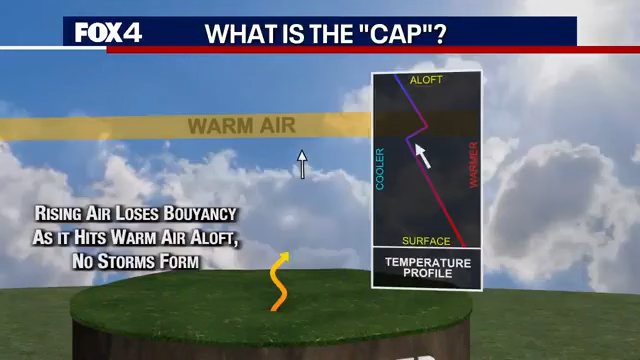 FOX4 WHAT IS THE "CAP"?
ALOFT
WARM AIR
COOLER
WARMER
RISING AIR LOSES BOUYANCY
AS IT HITS WARM AIR ALOFT,
NO STORMS FORM
SURFACE
TEMPERATURE
PROFILE